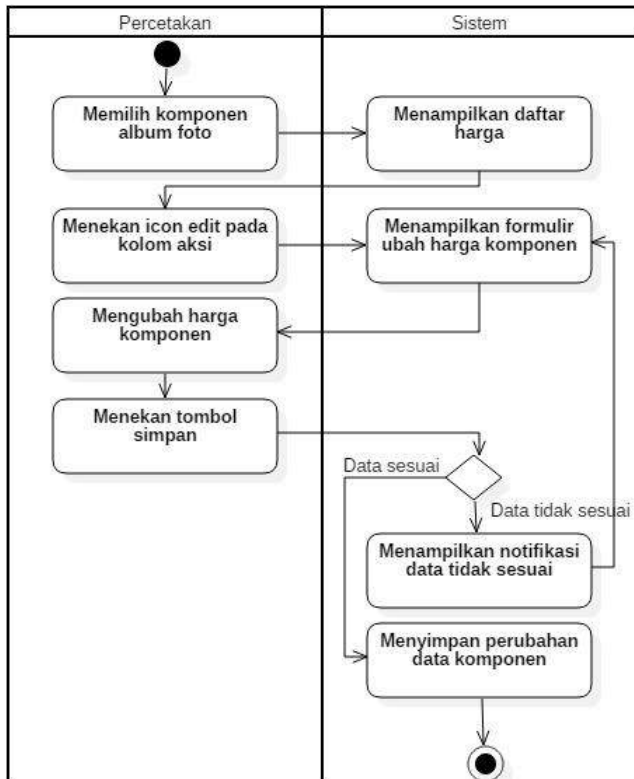 Percetakan
Sistem
Memilih komponen
album foto
Menampilkan daftar
harga
Menekan icon edit pada
kolom aksi
Menampilkan formulir
ubah harga komponen
Mengubah harga
komponen
Menekan tombol
simpan
Data sesuai
Data tidak sesuai
Menampilkan notifikasi
data tidak sesuai
Menyimpan perubahan
data komponen